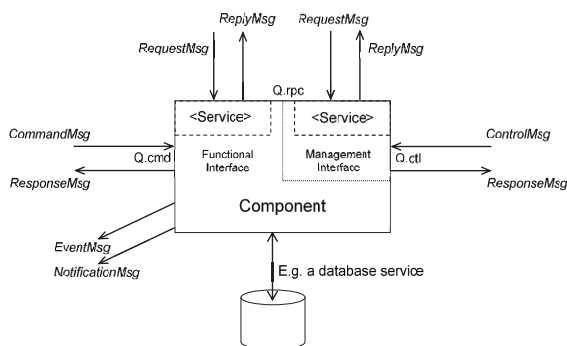 ReplyMsg
ReplyMsg
RequestMsg
RequestMsg
Q.rpc
<Service>
<Service>
CommandMsg
ControlMsg
Q.cmd
Functional
Interface
Management
Interface
Q.ctl
ResponseMsg
ResponseMsg
Component
EventMsg
NotificationMsg
E.g. a database service